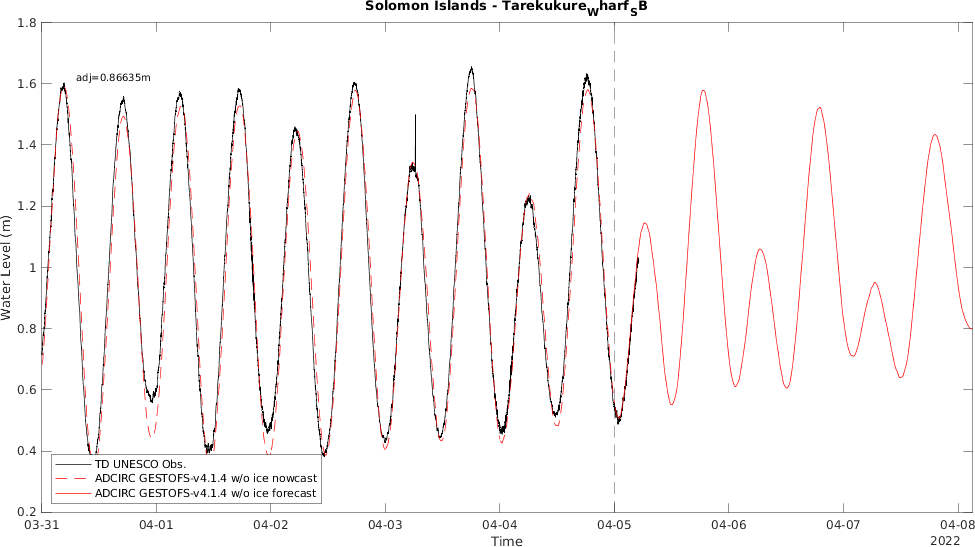 Solomon Islands - TarekukureWharfSB
1.8
adj=0.86635m
1.6
1.4
1.2
1
0.8
0.6
0.4
0.2
Water Level (m)
TD UNESCO Obs.
ADCIRC GESTOFS-v4.1.4 w/o ice nowcast
ADCIRC GESTOFS-v4.1.4 w/o ice forecast
03-31 04-01 04-02 04-03 04-04 04-05 04-06 04-07 04-08
Time
2022